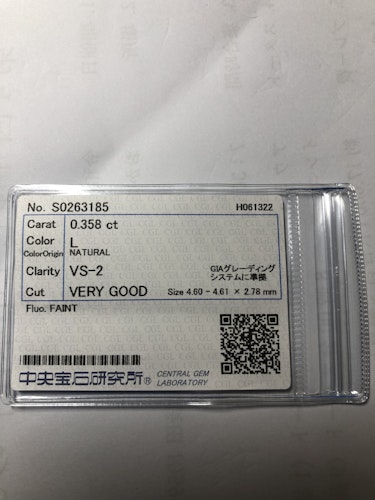 No. S0263185 H061322
Carat 0.358 ct
Color L
ColorOrigin NATURAL
Clarity VS-2 GIAグレーディング
システムに準拠
Cut VERY GOOD Size 4.60 - 4.61 × 2.78 mm
Fluo. FAINT
中央宝石研究所® CENTRAL GEM
LABORATORY